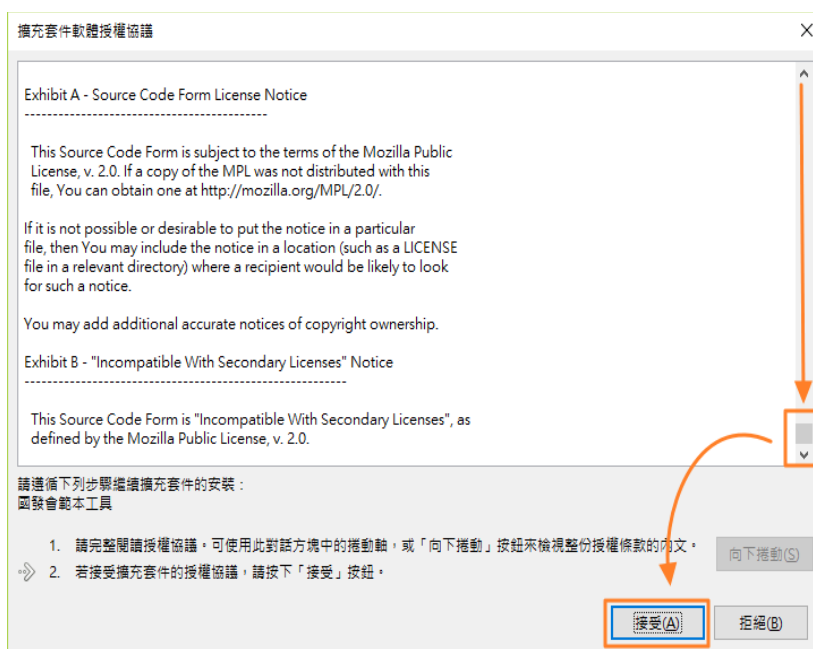 擴充套件軟體授權協議
Exhibit A - Source Code Form License Notice
-------------------------------------------
This Source Code Form is subject to the terms of the Mozilla Public
License, v. 2.0. If a copy of the MPL was not distributed with this
file, You can obtain one at http://mozilla.org/MPL/2.0/.
If it is not possible or desirable to put the notice in a particular
file, then You may include the notice in a location (such as a LICENSE
file in a relevant directory) where a recipient would be likely to look
for such a notice.
You may add additional accurate notices of copyright ownership.
Exhibit B - "Incompatible With Secondary Licenses" Notice
---------------------------------------------------------
This Source Code Form is "Incompatible With Secondary Licenses", as
defined by the Mozilla Public License, v. 2.0.
請遵循下列步驟繼續擴充套件的安裝：
國發會範本工具
1. 請完整閱讀授權協議。可使用此對話方塊中的捲動軸，或「向下捲動」按鈕來檢視整份授權條款的內文。
向下捲動(S)
2. 若接受擴充套件的授權協議，請按下「接受」按鈕。
接受(A)
拒絕(B)